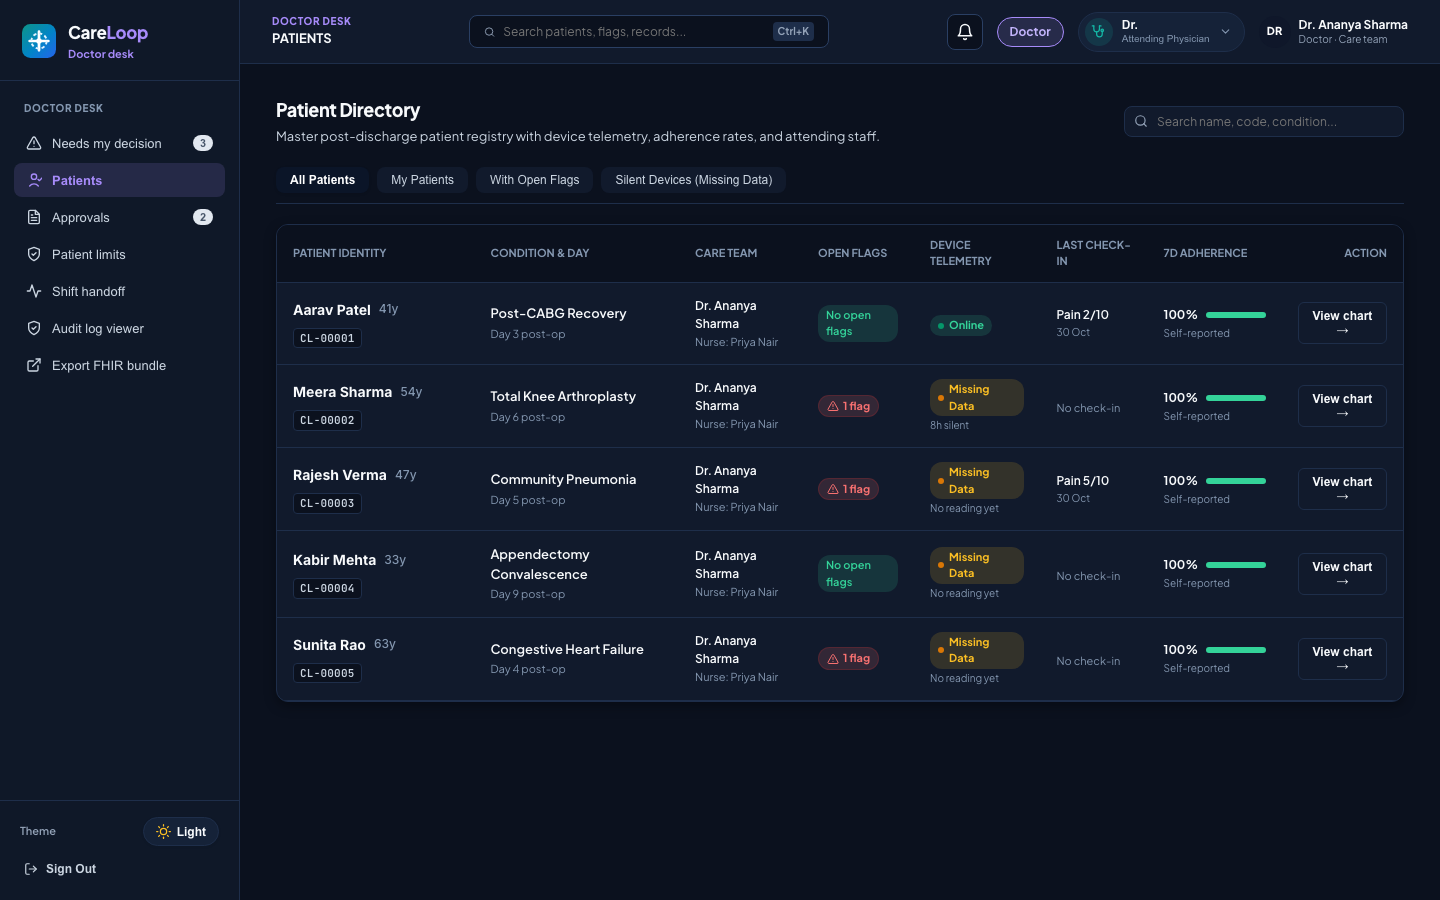 CareLoop
Doctor desk
DOCTOR DESK
Needs my decision 3
Patients
Approvals 2
Patient limits
Shift handoff
Audit log viewer
Export FHIR bundle
Theme
Light
Sign Out
DOCTOR DESK
PATIENTS
Search patients, flags, records...
Ctrl+K
Doctor
Dr.
Attending Physician
DR
Dr. Ananya Sharma
Doctor · Care team
Patient Directory
Master post-discharge patient registry with device telemetry, adherence rates, and attending staff.
Search name, code, condition...
All Patients
My Patients
With Open Flags
Silent Devices (Missing Data)
PATIENT IDENTITY
CONDITION & DAY
CARE TEAM
OPEN FLAGS
DEVICE
TELEMETRY
LAST CHECK-
IN
7D ADHERENCE
ACTION
Aarav Patel 41y
CL-00001
Post-CABG Recovery
Day 3 post-op
Dr. Ananya
Sharma
Nurse: Priya Nair
No open
flags
Online
Pain 2/10
30 Oct
100%
Self-reported
View chart
→
Meera Sharma 54y
CL-00002
Total Knee Arthroplasty
Day 6 post-op
Dr. Ananya
Sharma
Nurse: Priya Nair
1 flag
Missing
Data
8h silent
No check-in
100%
Self-reported
View chart
→
Rajesh Verma 47y
CL-00003
Community Pneumonia
Day 5 post-op
Dr. Ananya
Sharma
Nurse: Priya Nair
1 flag
Missing
Data
No reading yet
Pain 5/10
30 Oct
100%
Self-reported
View chart
→
Kabir Mehta 33y
CL-00004
Appendectomy
Convalescence
Day 9 post-op
Dr. Ananya
Sharma
Nurse: Priya Nair
No open
flags
Missing
Data
No reading yet
No check-in
100%
Self-reported
View chart
→
Sunita Rao 63y
CL-00005
Congestive Heart Failure
Day 4 post-op
Dr. Ananya
Sharma
Nurse: Priya Nair
1 flag
Missing
Data
No reading yet
No check-in
100%
Self-reported
View chart
→